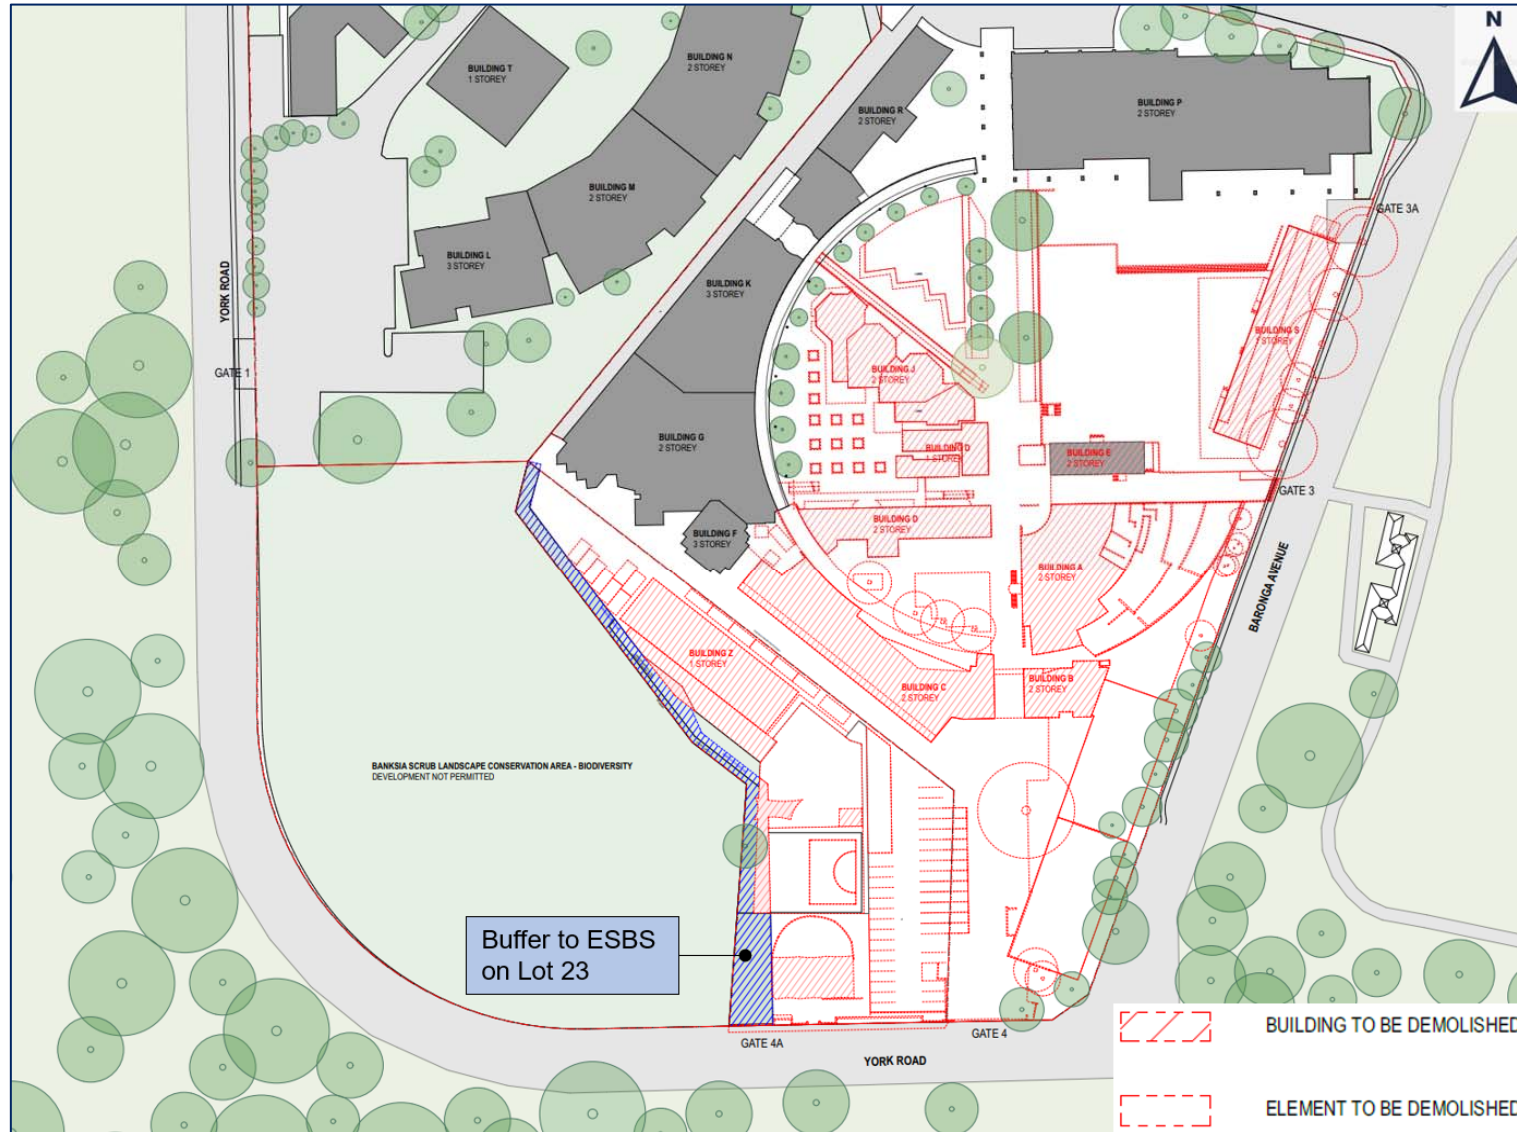 N
BUILDING T
1 STOREY
BUILDING N
2 STOREY
BUILDING R
2 STOREY
BUILDING P
2 STOREY
BUILDING M
2 STOREY
GATE 3A
BUILDING L
3 STOREY
YORK ROAD
BUILDING K
3 STOREY
BUILDING S
1 STOREY
GATE 1
BUILDING J
2 STOREY
BUILDING G
2 STOREY
BUILDING D
1 STOREY
BUILDING E
2 STOREY
GATE 3
BUILDING D
2 STOREY
BUILDING F
3 STOREY
BUILDING A
2 STOREY
BARONGA AVENUE
BUILDING Z
1 STOREY
BUILDING C
2 STOREY
BUILDING B
2 STOREY
BANKSIA SCRUB LANDSCAPE CONSERVATION AREA - BIODIVERSITY
DEVELOPMENT NOT PERMITTED
Buffer to ESBS
on Lot 23
GATE 4A
GATE 4
YORK ROAD
BUILDING TO BE DEMOLISHED
ELEMENT TO BE DEMOLISHED